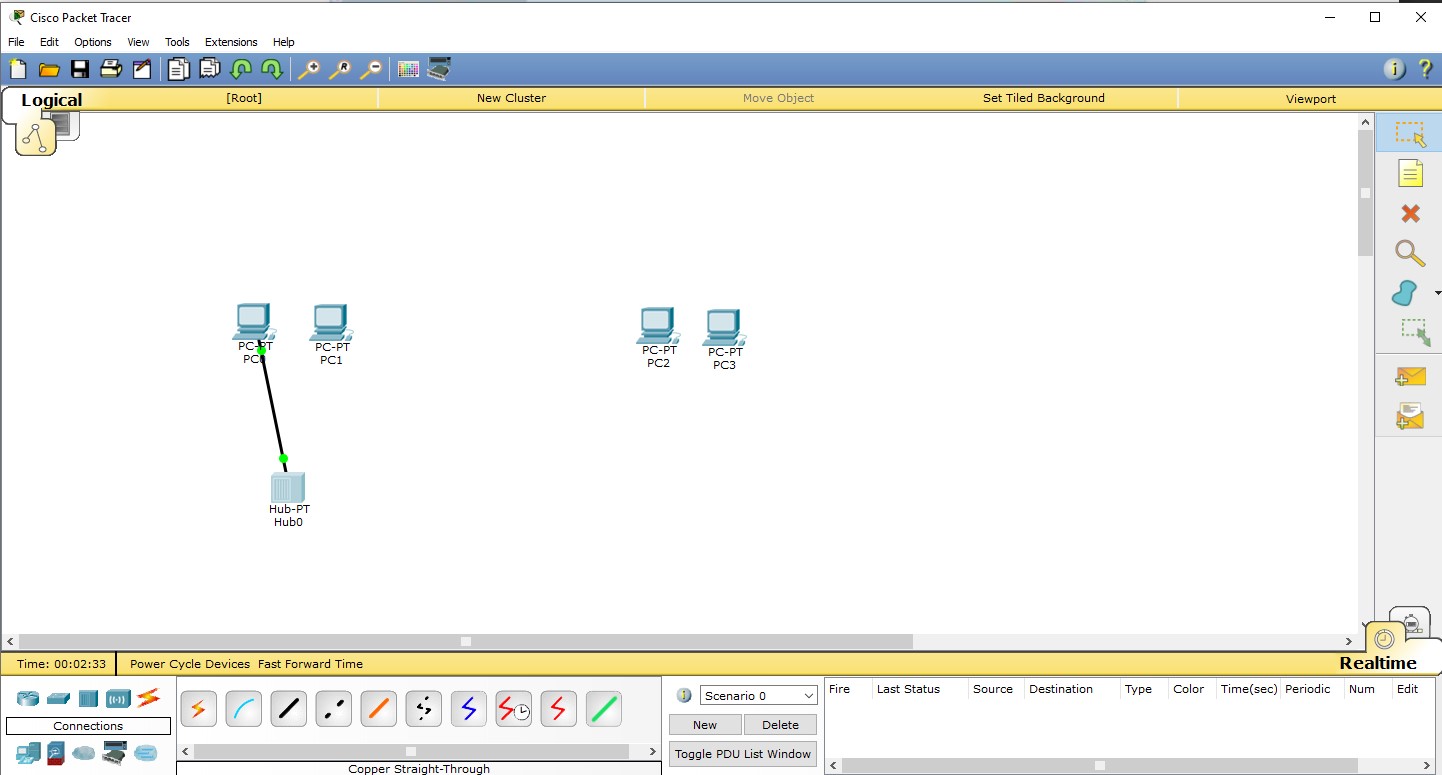 Cisco Packet Tracer
File Edit Options View Tools Extensions Help
Logical [Root] New Cluster Move Object Set Tiled Background Viewport
PC-PT PC-PT PC-PT PC-PT
PC0 PC1 PC2 PC3
Hub-PT
Hub0
Time: 00:02:33 Power Cycle Devices Fast Forward Time Realtime
Scenario 0 Fire Last Status Source Destination Type Color Time(sec) Periodic Num Edit
Connections New Delete
Toggle PDU List Window
Copper Straight-Through